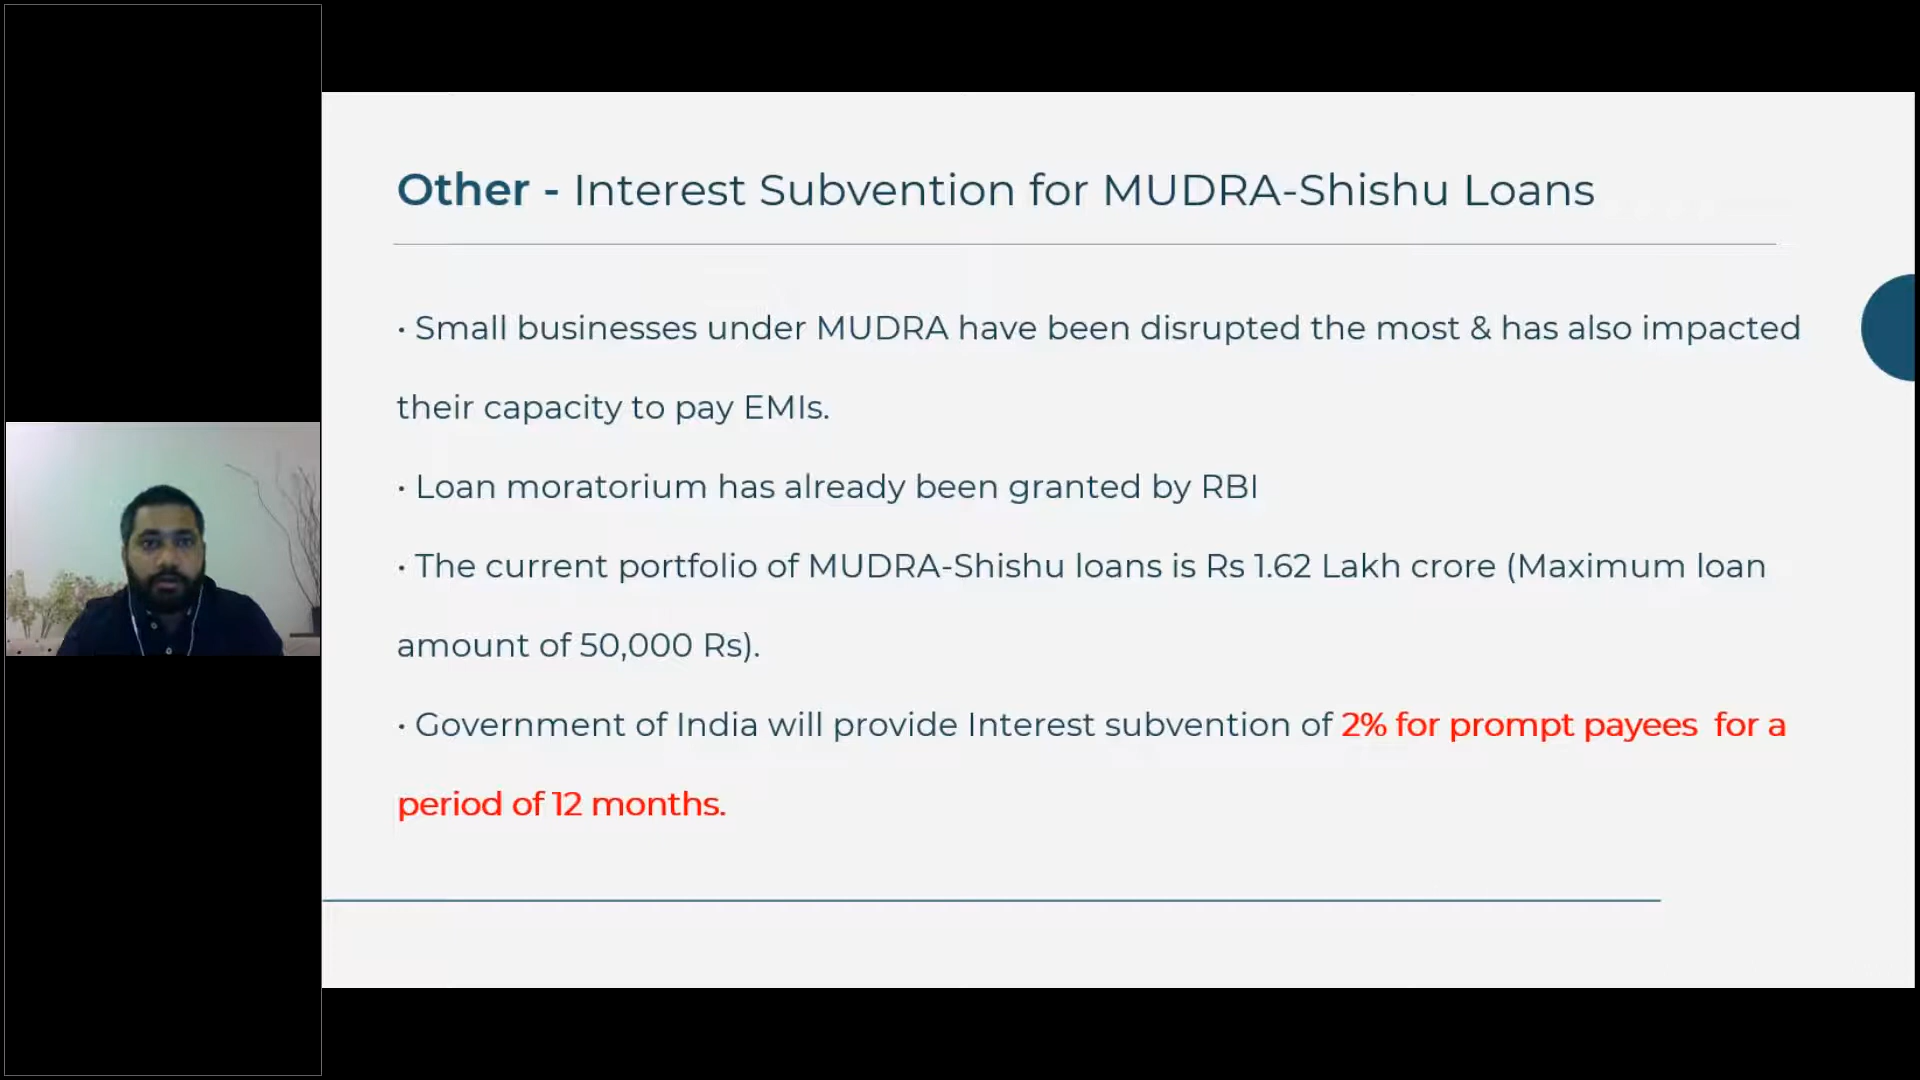 Other - Interest Subvention for MUDRA-Shishu Loans
• Small businesses under MUDRA have been disrupted the most & has also impacted
their capacity to pay EMIs.
• Loan moratorium has already been granted by RBI
• The current portfolio of MUDRA-Shishu loans is Rs 1.62 Lakh crore (Maximum loan
amount of 50,000 Rs).
• Government of India will provide Interest subvention of 2% for prompt payees for a
period of 12 months.